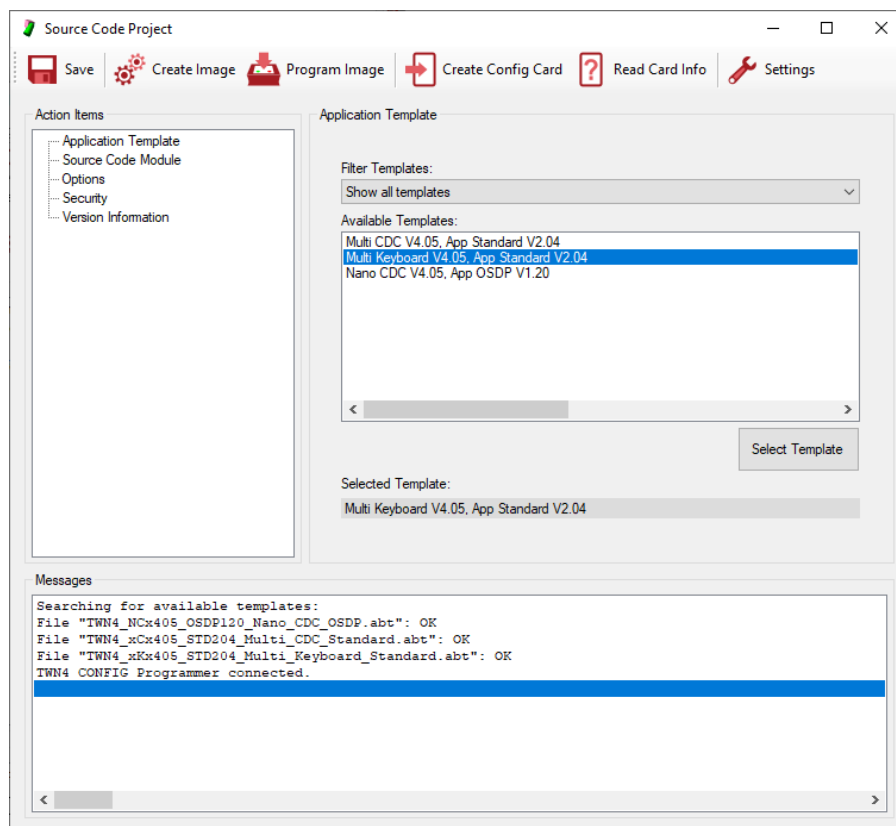 Source Code Project
Save Create Image Program Image Create Config Card Read Card Info Settings
Action Items
Application Template
Source Code Module
Options
Security
Version Information
Application Template
Filter Templates:
Show all templates
Available Templates:
Multi CDC V4.05, App Standard V2.04
Multi Keyboard V4.05, App Standard V2.04
Nano CDC V4.05, App OSDP V1.20
Select Template
Selected Template:
Multi Keyboard V4.05, App Standard V2.04
Messages
Searching for available templates:
File "TWN4_NCx405_OSDP120_Nano_CDC_OSDP.abt": OK
File "TWN4_xCx405_STD204_Multi_CDC_Standard.abt": OK
File "TWN4_xKx405_STD204_Multi_Keyboard_Standard.abt": OK
TWN4 CONFIG Programmer connected.